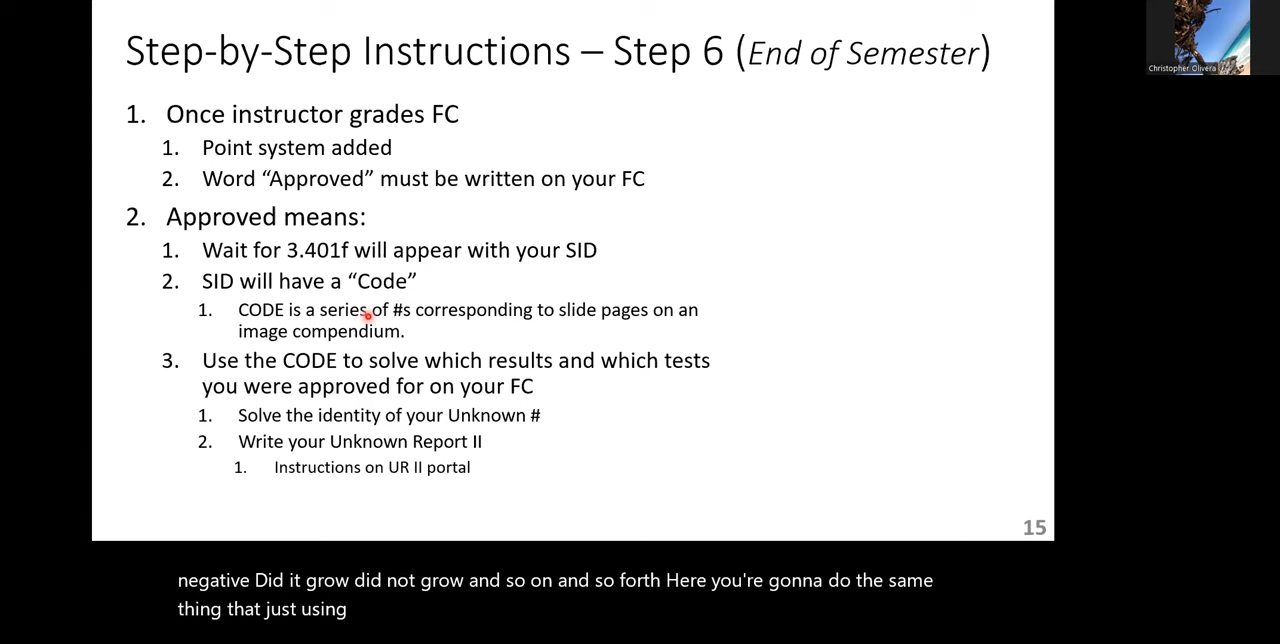 Step-by-Step Instructions – Step 6 (End of Semester)
Christopher Olivera
1. Once instructor grades FC
1. Point system added
2. Word “Approved” must be written on your FC
2. Approved means:
1. Wait for 3.401f will appear with your SID
2. SID will have a “Code”
1. CODE is a series of #s corresponding to slide pages on an
image compendium.
3. Use the CODE to solve which results and which tests
you were approved for on your FC
1. Solve the identity of your Unknown #
2. Write your Unknown Report II
1. Instructions on UR II portal
15
negative Did it grow did not grow and so on and so forth Here you're gonna do the same
thing that just using